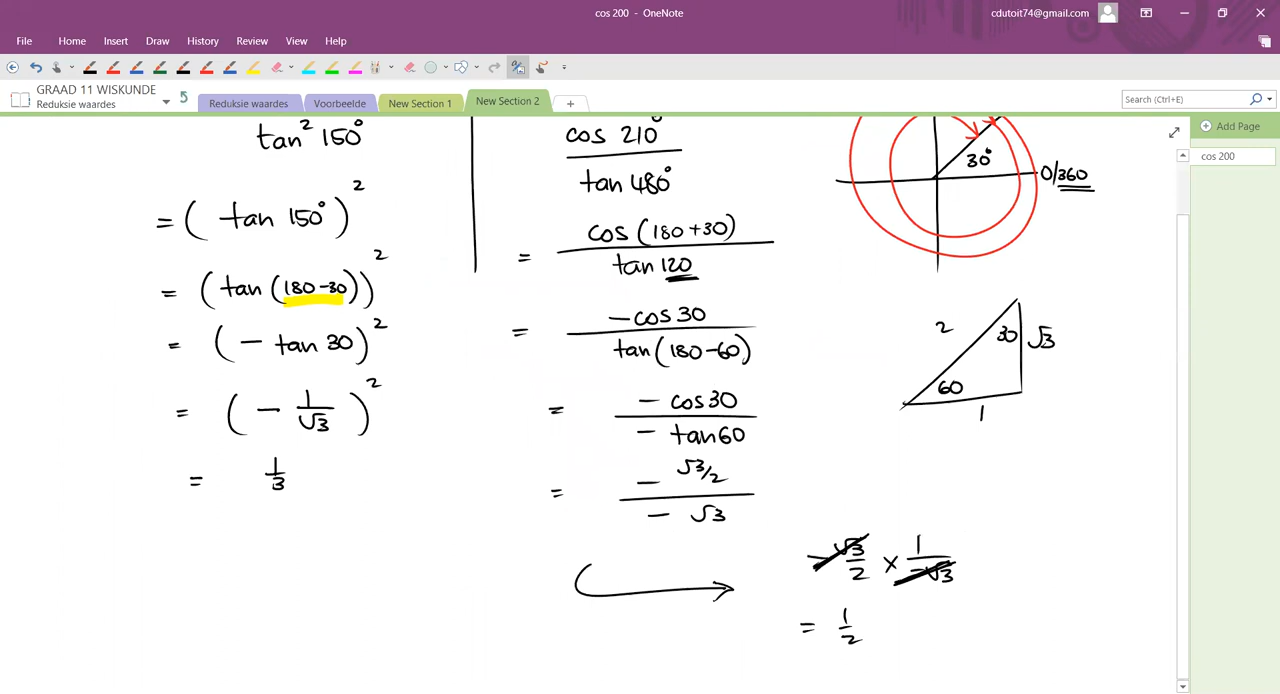 cos 200 - OneNote
cdutoit74@gmail.com
File Home Insert Draw History Review View Help
GRAAD 11 WISKUNDE
Reduksie waardes
Reduksie waardes Voorbeelde New Section 1 New Section 2 +
Search (Ctrl+E)
Add Page
cos 200
tan² 150°
= ( tan 150° )²
= ( tan (180-30) )²
= ( - tan 30 )²
= ( - 1/√3 )²
= 1/3
cos 210°
tan 480°
= cos (180+30)
tan 120
= -cos 30
tan (180-60)
= - cos 30
- tan 60
= - √3/2
- √3
30°
0/360
2
30
√3
60
1
-√3/2 × 1/-√3
= 1/2